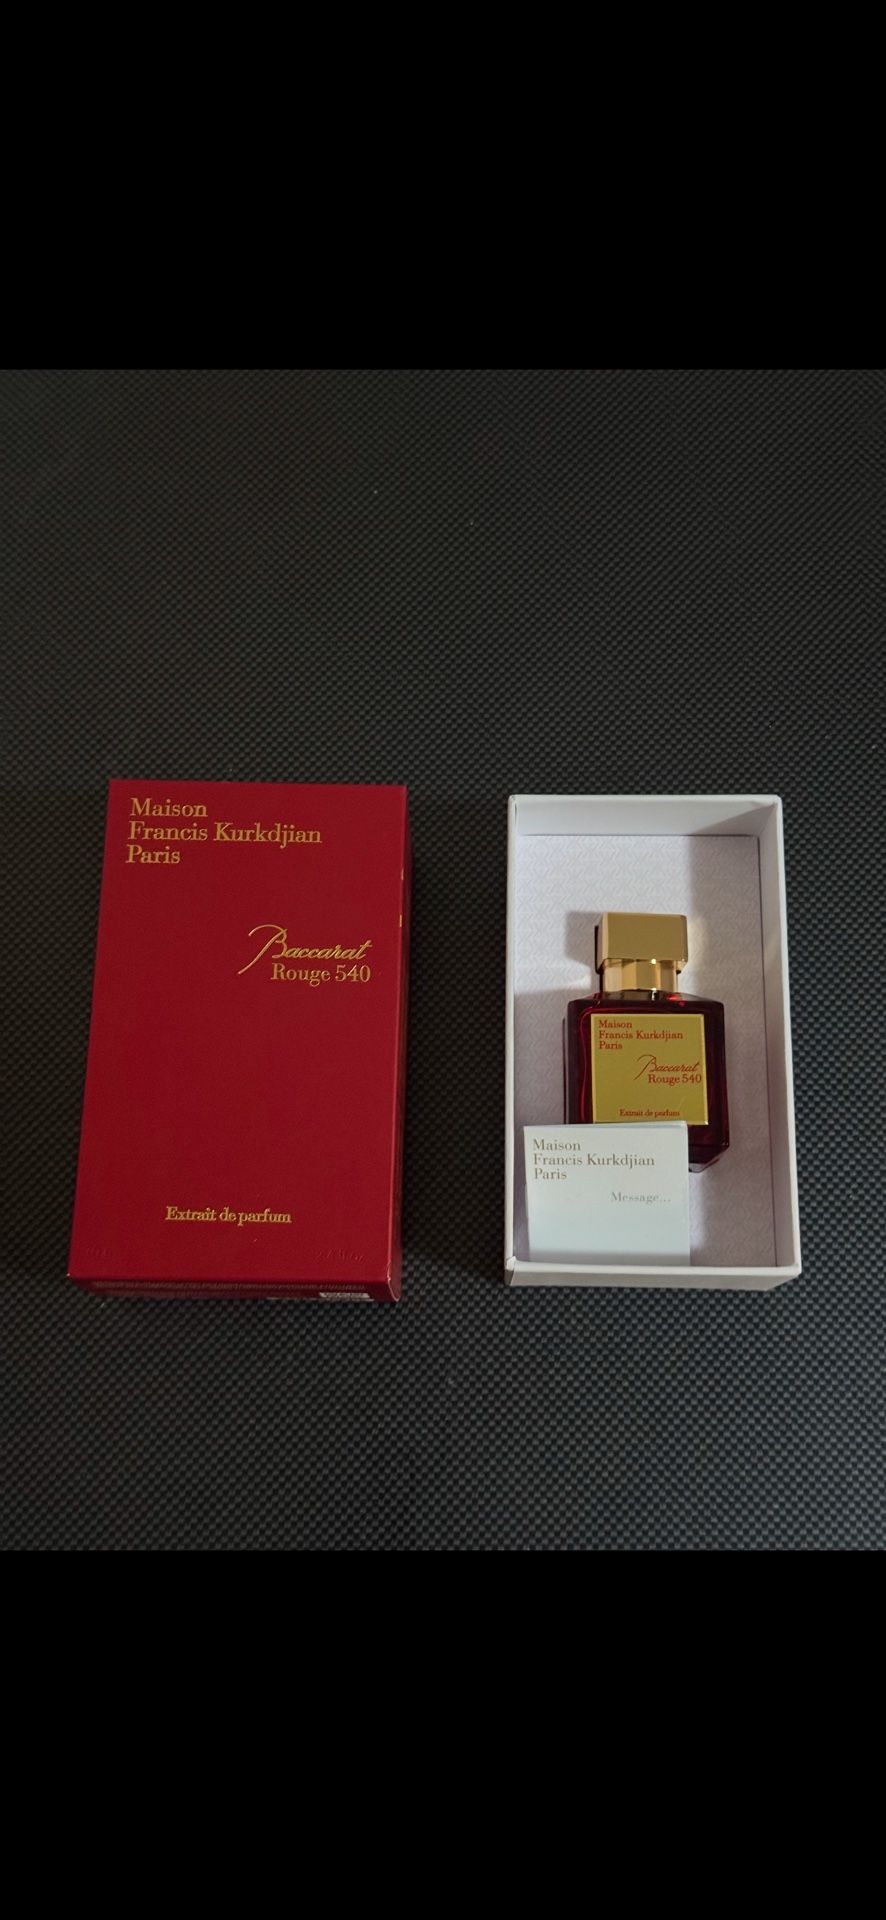 Maison
Francis Kurkdjian
Paris
Baccarat
Rouge 540
Extrait de parfum
Maison
Francis Kurkdjian
Paris
Baccarat
Rouge 540
Extrait de parfum
Maison
Francis Kurkdjian
Paris
Message...